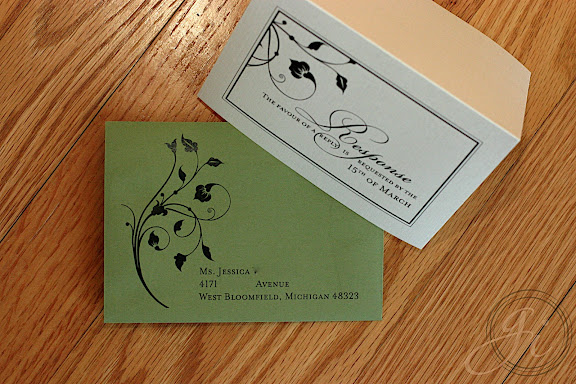 Response
The favour of a reply is
requested by the
15th of March
Ms. Jessica
4171 Avenue
West Bloomfield, Michigan 48323